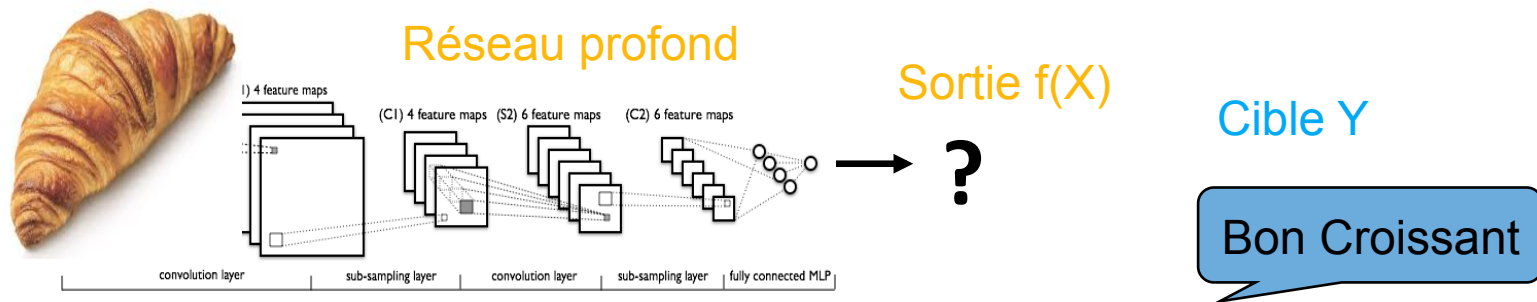 Réseau profond
Sortie f(X)
Cible Y
1) 4 feature maps
(C1) 4 feature maps
(S2) 6 feature maps
(C2) 6 feature maps
?
Bon Croissant
convolution layer
sub-sampling layer
convolution layer
sub-sampling layer
fully connected MLP